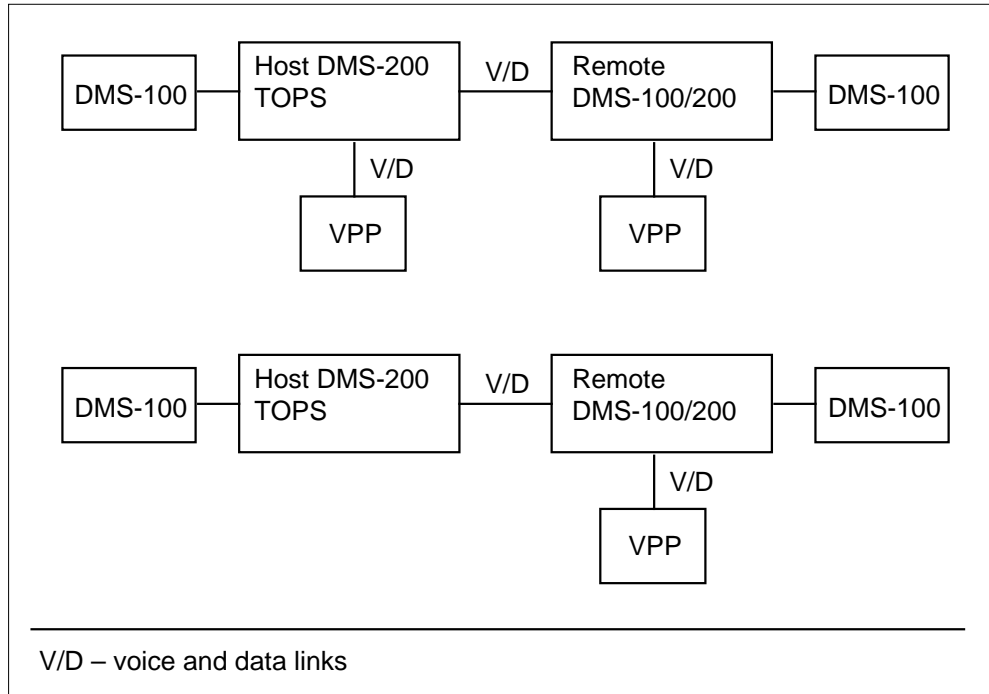 DMS-100
Host DMS-200
TOPS
V/D
Remote
DMS-100/200
DMS-100
V/D
V/D
VPP
VPP
DMS-100
Host DMS-200
TOPS
V/D
Remote
DMS-100/200
DMS-100
V/D
VPP
V/D – voice and data links